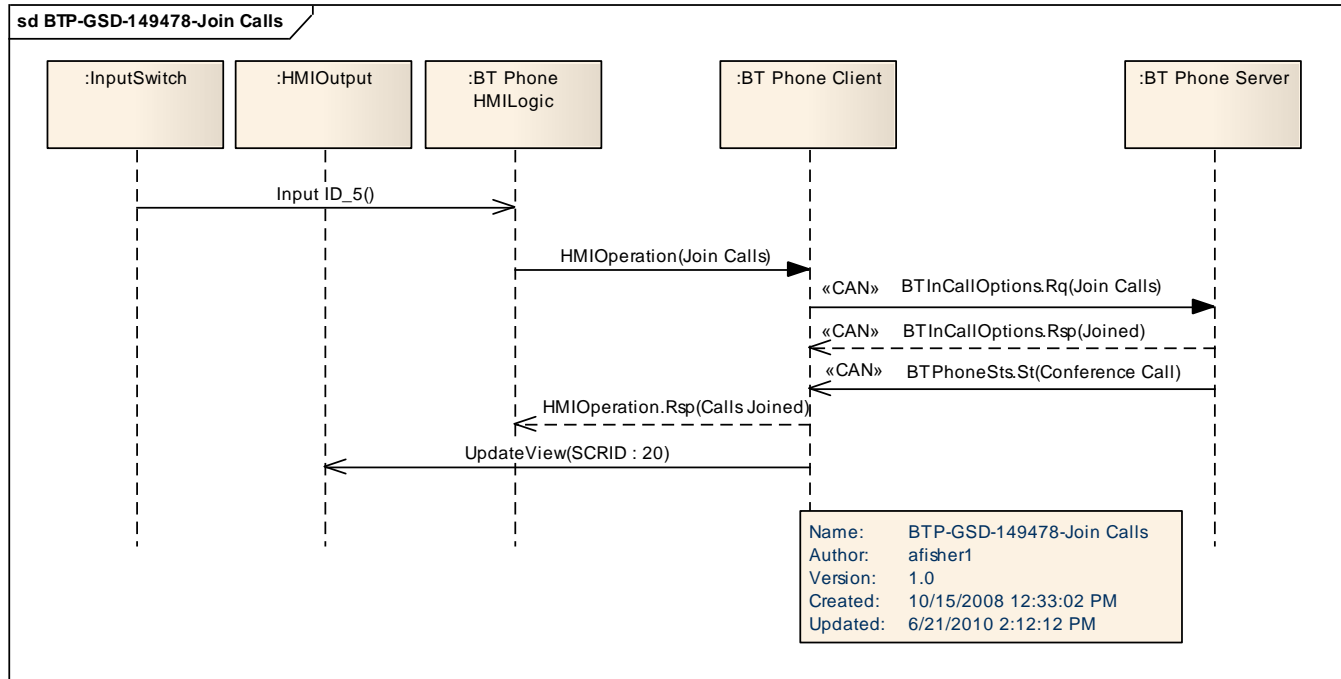 sd BTP-GSD-149478-Join Calls
:InputSwitch
:HMIOutput
:BT Phone
HMILogic
:BT Phone Client
:BT Phone Server
Input ID_5()
HMIOperation(Join Calls)
«CAN» BTInCallOptions.Rq(Join Calls)
«CAN» BTInCallOptions.Rsp(Joined)
«CAN» BTPhoneSts.St(Conference Call)
HMIOperation.Rsp(Calls Joined)
UpdateView(SCRID : 20)
Name: BTP-GSD-149478-Join Calls
Author: afisher1
Version: 1.0
Created: 10/15/2008 12:33:02 PM
Updated: 6/21/2010 2:12:12 PM